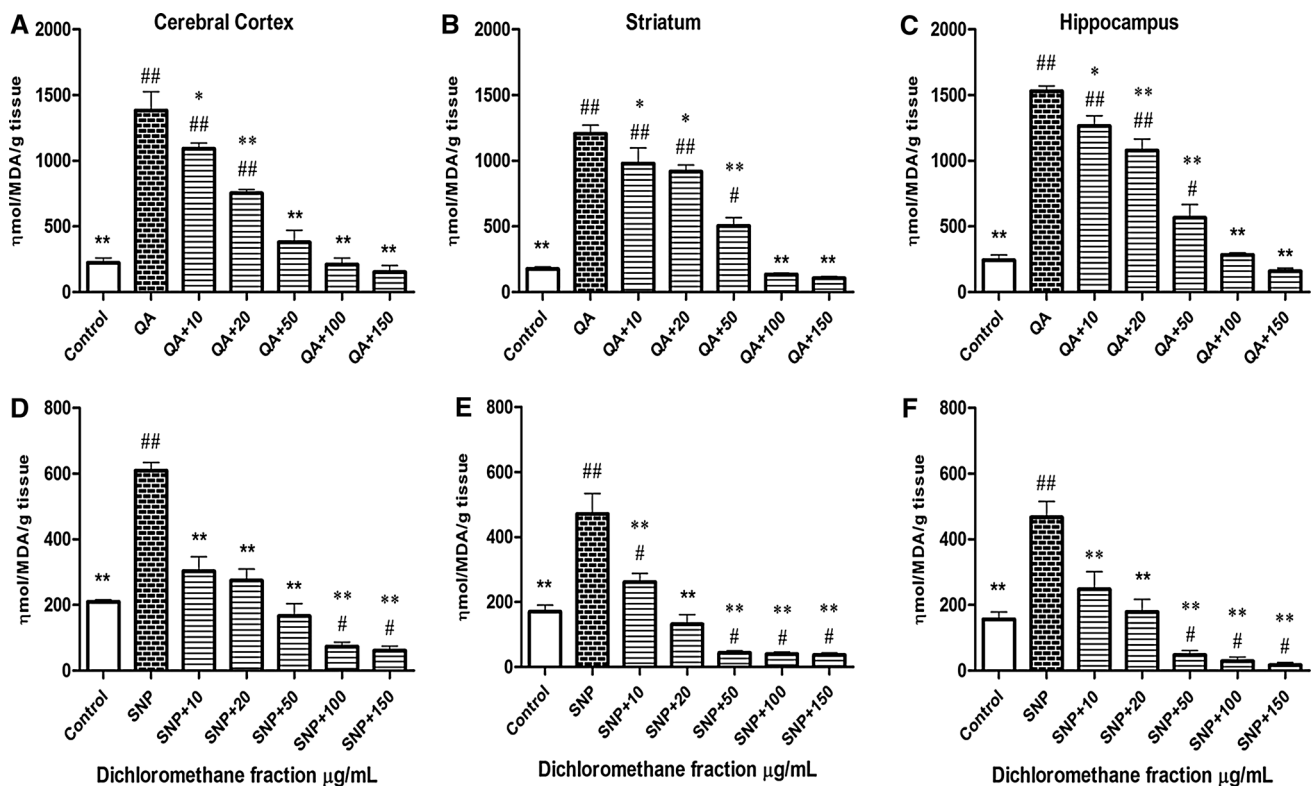 A
Cerebral Cortex
ηmol/MDA/g tissue
2000
1500
1000
500
0
**
##
*
##
**
##
**
**
**
Control
QA
QA+10
QA+20
QA+50
QA+100
QA+150
B
Striatum
ηmol/MDA/g tissue
2000
1500
1000
500
0
**
##
*
##
*
##
**
#
**
**
Control
QA
QA+10
QA+20
QA+50
QA+100
QA+150
C
Hippocampus
ηmol/MDA/g tissue
2000
1500
1000
500
0
**
##
*
##
**
##
**
#
**
**
Control
QA
QA+10
QA+20
QA+50
QA+100
QA+150
D
ηmol/MDA/g tissue
800
600
400
200
0
**
##
**
**
**
**
#
**
#
Control
SNP
SNP+10
SNP+20
SNP+50
SNP+100
SNP+150
Dichloromethane fraction μg/mL
E
ηmol/MDA/g tissue
800
600
400
200
0
**
##
**
#
**
**
#
**
#
**
#
Control
SNP
SNP+10
SNP+20
SNP+50
SNP+100
SNP+150
Dichloromethane fraction μg/mL
F
ηmol/MDA/g tissue
800
600
400
200
0
**
##
**
**
**
#
**
#
**
#
Control
SNP
SNP+10
SNP+20
SNP+50
SNP+100
SNP+150
Dichloromethane fraction μg/mL